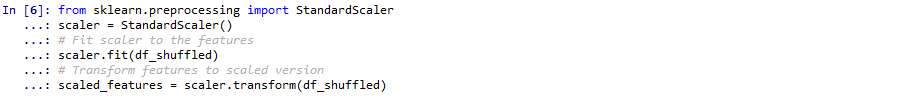 In [6]: from sklearn.preprocessing import StandardScaler
   ...: scaler = StandardScaler()
   ...: # Fit scaler to the features
   ...: scaler.fit(df_shuffled)
   ...: # Transform features to scaled version
   ...: scaled_features = scaler.transform(df_shuffled)